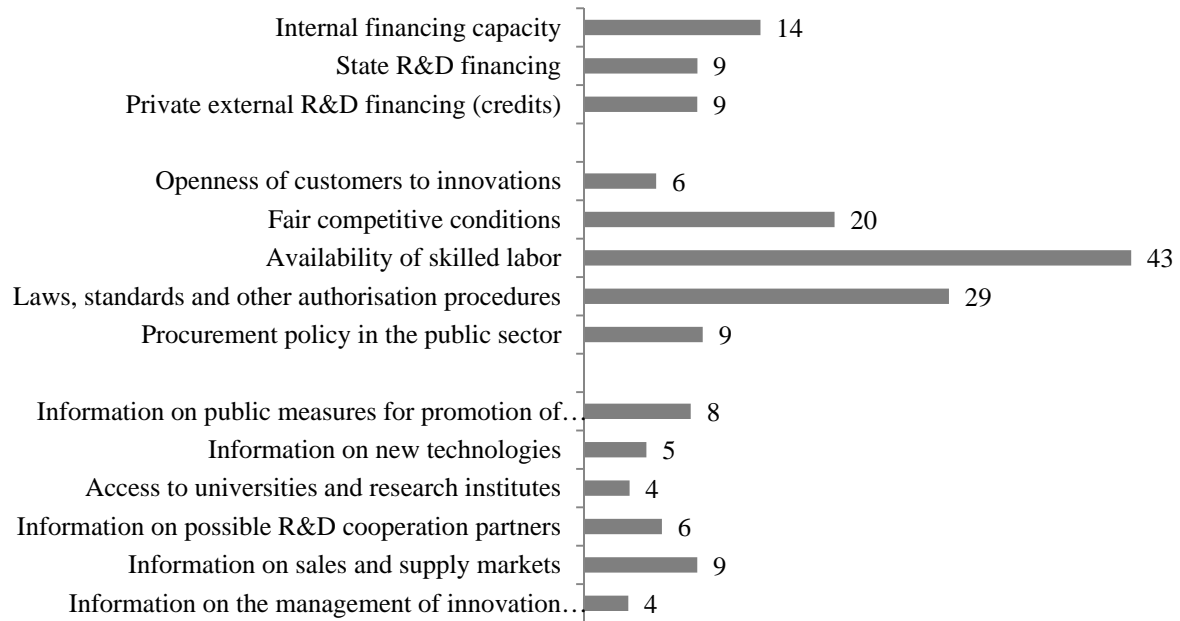 Internal financing capacity 14
State R&D financing 9
Private external R&D financing (credits) 9
Openness of customers to innovations 6
Fair competitive conditions 20
Availability of skilled labor 43
Laws, standards and other authorisation procedures 29
Procurement policy in the public sector 9
Information on public measures for promotion of… 8
Information on new technologies 5
Access to universities and research institutes 4
Information on possible R&D cooperation partners 6
Information on sales and supply markets 9
Information on the management of innovation… 4